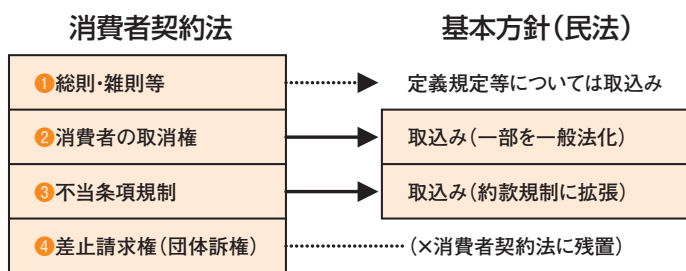 消費者契約法 基本方針(民法)
❶総則・雑則等 定義規定等については取込み
❷消費者の取消権 取込み(一部を一般法化)
❸不当条項規制 取込み(約款規制に拡張)
❹差止請求権(団体訴権) (×消費者契約法に残置)